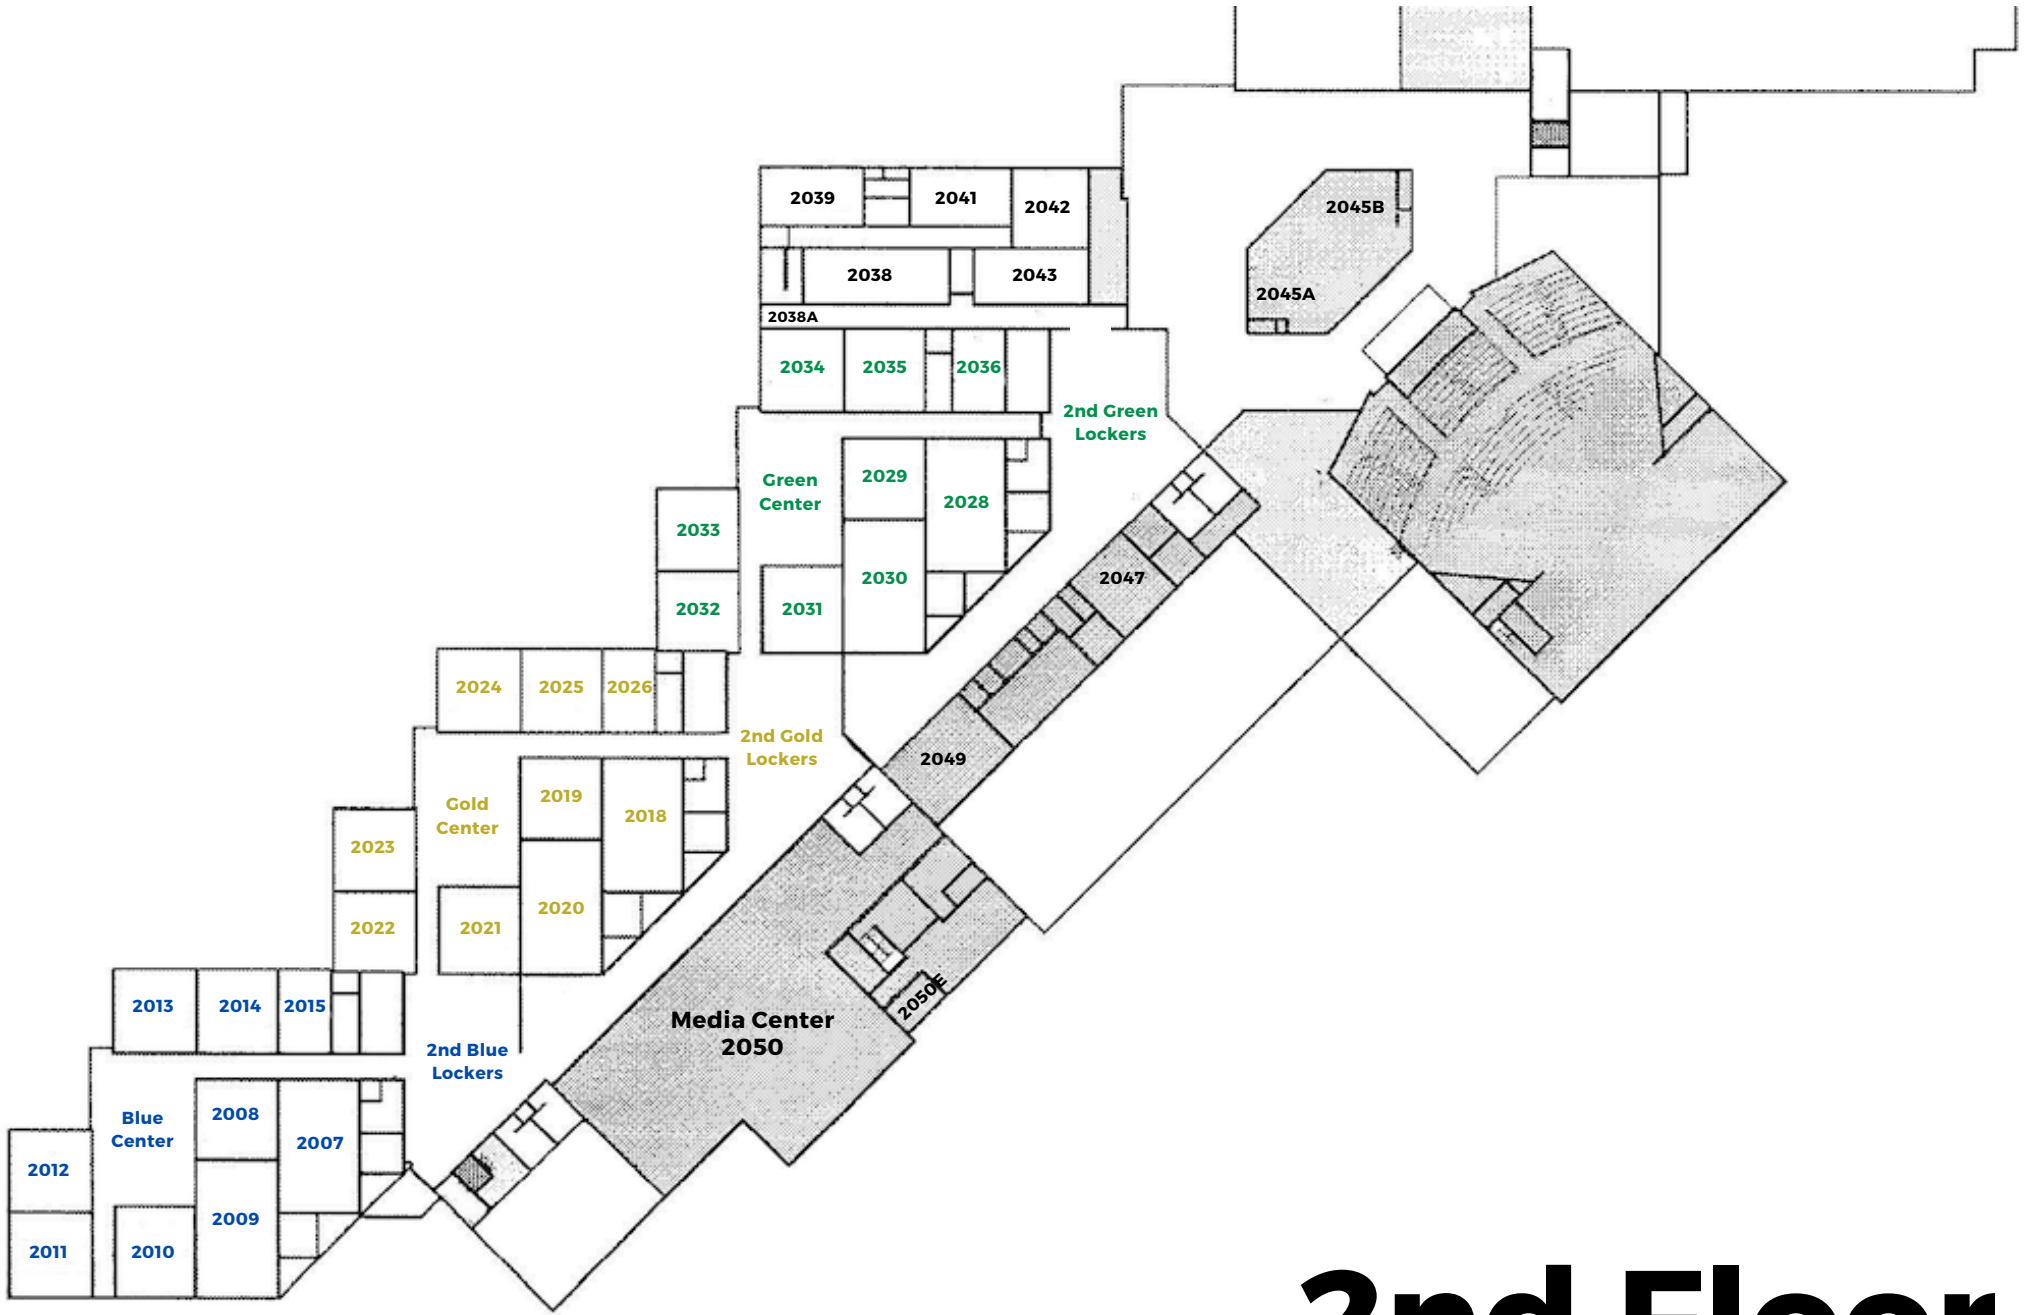 2045B
2039
2041
2042
2038
2043
2045A
2038A
2034
2035
2036
2nd Green
Lockers
Green
Center
2029
2028
2033
2030
2047
2032
2031
2024
2025
2026
2nd Gold
Lockers
2049
Gold
Center
2019
2018
2023
2020
2022
2021
2050E
2013
2014
2015
Media Center
2050
2nd Blue
Lockers
Blue
Center
2008
2007
2012
2009
2011
2010
2nd Floor